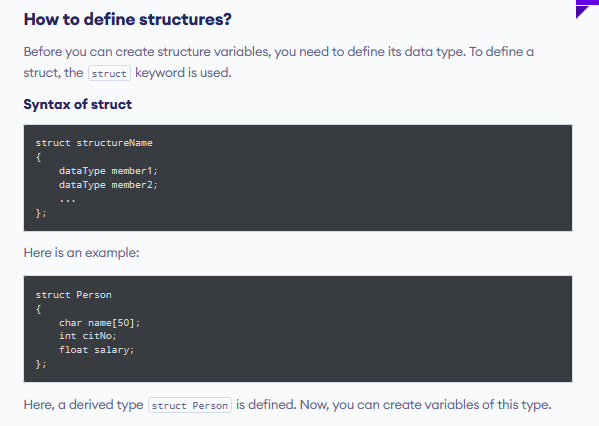 How to define structures?
Before you can create structure variables, you need to define its data type. To define a
struct, the struct keyword is used.
Syntax of struct
struct structureName
{
    dataType member1;
    dataType member2;
    ...
};
Here is an example:
struct Person
{
    char name[50];
    int citNo;
    float salary;
};
Here, a derived type struct Person is defined. Now, you can create variables of this type.